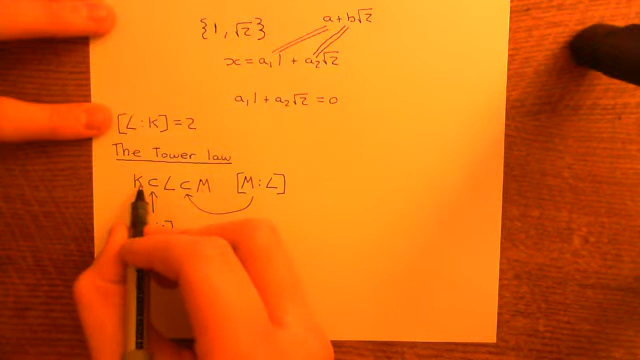 {1, √2}
a+b√2
x = a₁1 + a₂√2
a₁1 + a₂√2 = 0
[L:K] = 2
The Tower law
K ⊂ L ⊂ M [M:L]